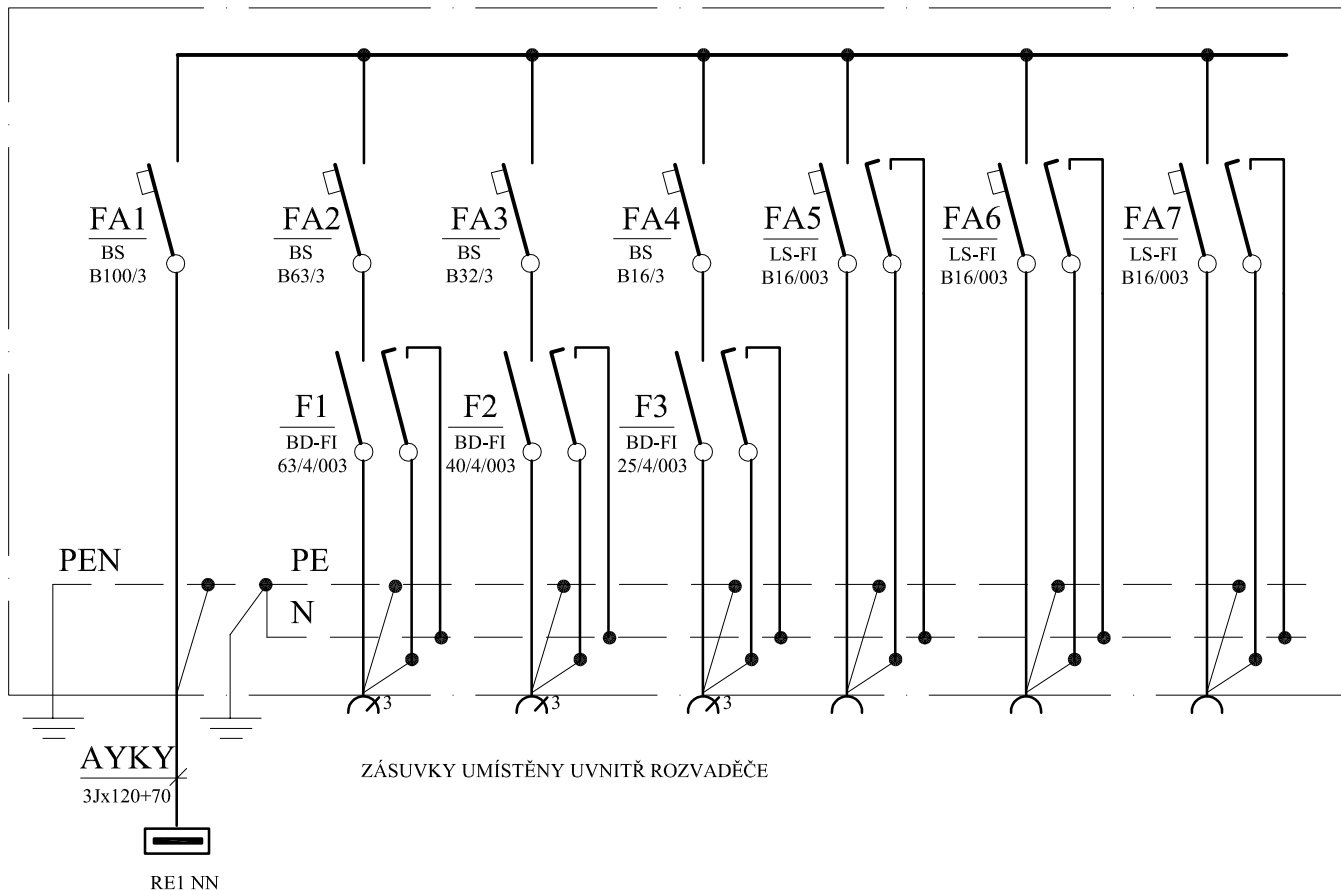 FA1
BS
B100/3
FA2
BS
B63/3
FA3
BS
B32/3
FA4
BS
B16/3
FA5
LS-FI
B16/003
FA6
LS-FI
B16/003
FA7
LS-FI
B16/003
F1
BD-FI
63/4/003
F2
BD-FI
40/4/003
F3
BD-FI
25/4/003
PEN
PE
N
3
3
3
AYKY
3Jx120+70
ZÁSUVKY UMÍSTĚNY UVNITŘ ROZVADĚČE
RE1 NN